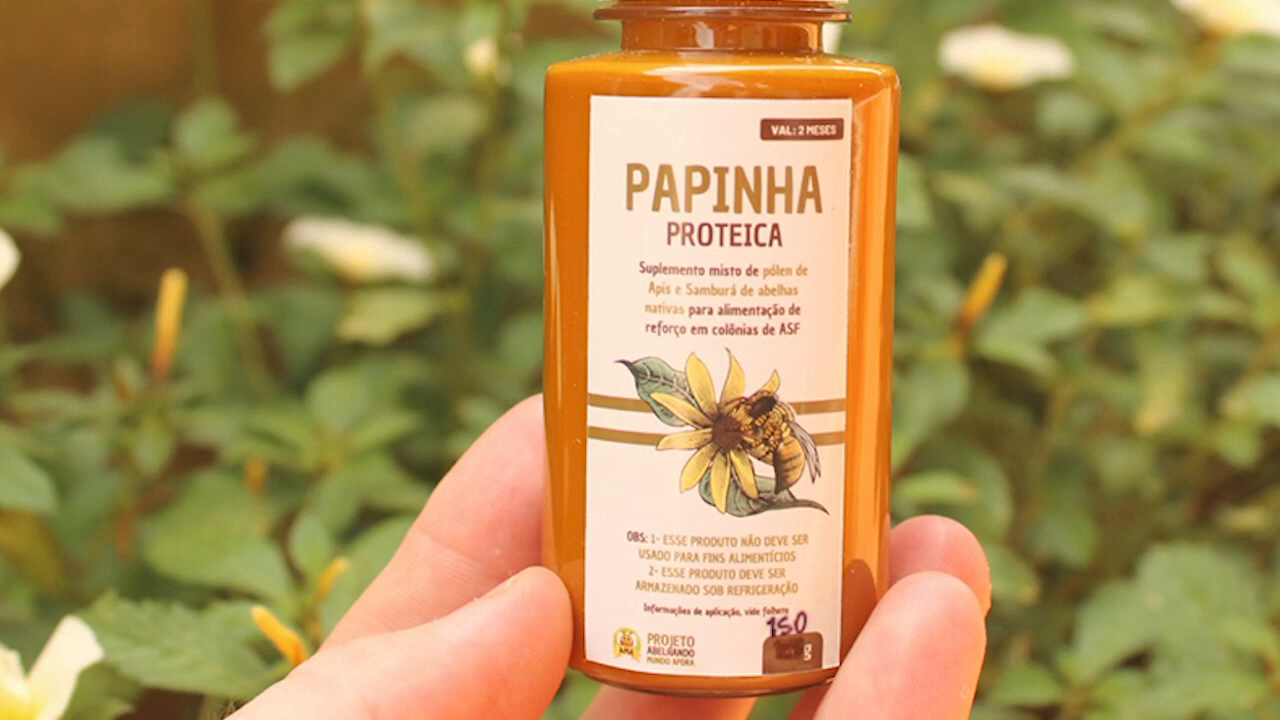 VAL: 2 MESES
PAPINHA
PROTEICA
Suplemento misto de pólen de
Apis e Samburá de abelhas
nativas para alimentação de
reforço em colônias de ASF
OBS: 1- ESSE PRODUTO NÃO DEVE SER
USADO PARA FINS ALIMENTÍCIOS
2- ESSE PRODUTO DEVE SER
ARMAZENADO SOB REFRIGERAÇÃO
Informações de aplicação, vide folheto
150
g
PROJETO
ABELHANDO
MUNDO AFORA